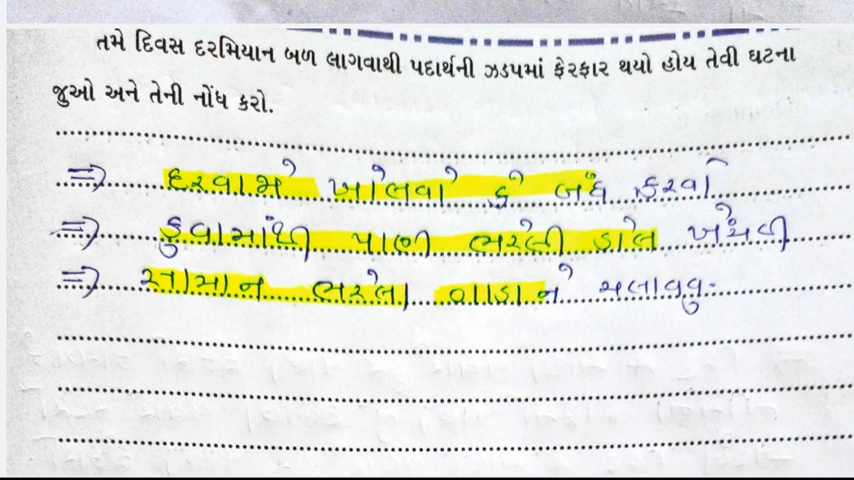 તમે દિવસ દરમિયાન બળ લાગવાથી પદાર્થની ઝડપમાં ફેરફાર થયો હોય તેવી ઘટના
જુઓ અને તેની નોંધ કરો.
⇒ દરવાજો ખોલવો કે બંધ કરવો
⇒ કુવામાંથી પાણી ભરેલી ડોલ ખેંચવી
⇒ સામાન ભરેલા ગાડાને ચલાવવુ.